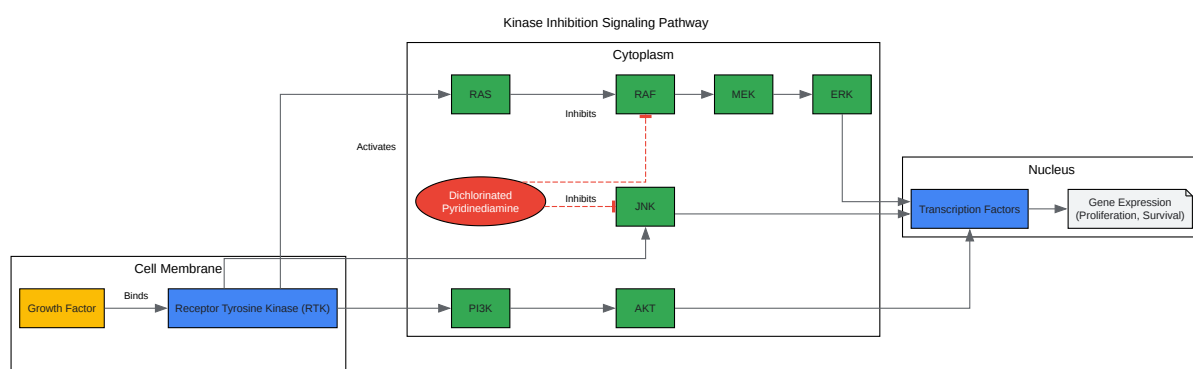 Kinase Inhibition Signaling Pathway
Cytoplasm
RAS
RAF
MEK
ERK
Inhibits
Activates
Nucleus
Dichlorinated
Pyridinediamine
Inhibits
JNK
Transcription Factors
Gene Expression
(Proliferation, Survival)
Cell Membrane
Growth Factor
Binds
Receptor Tyrosine Kinase (RTK)
PI3K
AKT